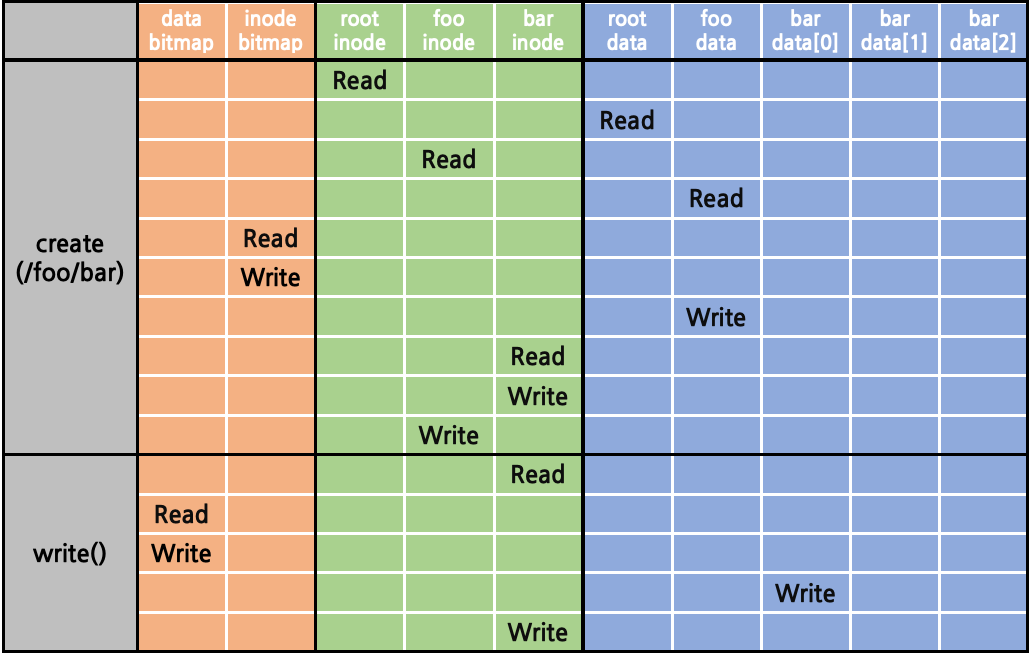 data bitmap
inode bitmap
root inode
foo inode
bar inode
root data
foo data
bar data[0]
bar data[1]
bar data[2]
create
(/foo/bar)
Read
Read
Read
Read
Read
Write
Write
Read
Write
Write
write()
Read
Read
Write
Write
Write